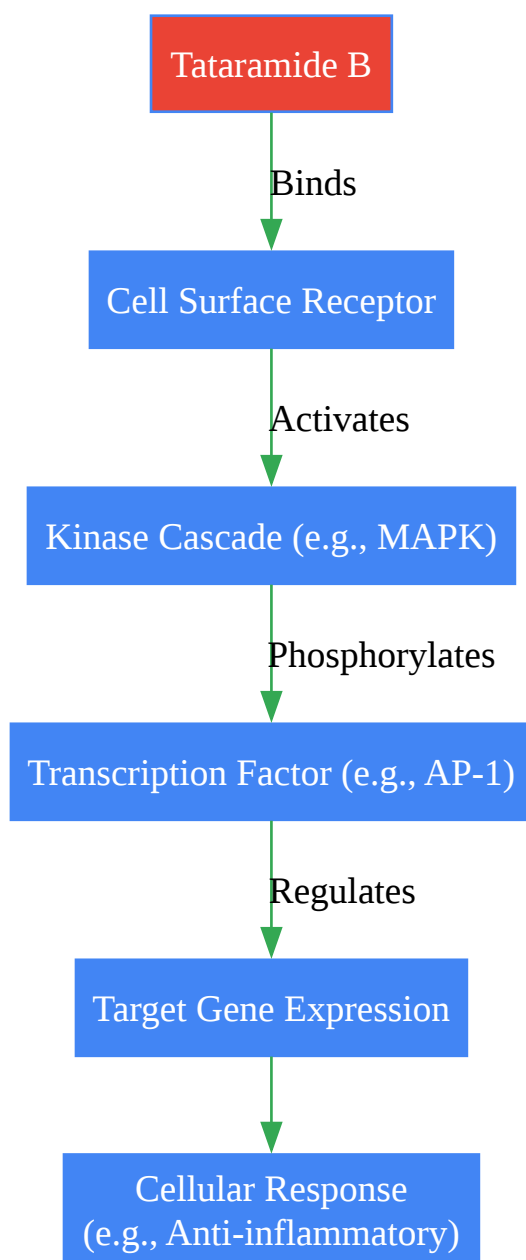 Tataramide B
Binds
Cell Surface Receptor
Activates
Kinase Cascade (e.g., MAPK)
Phosphorylates
Transcription Factor (e.g., AP-1)
Regulates
Target Gene Expression
Cellular Response
(e.g., Anti-inflammatory)